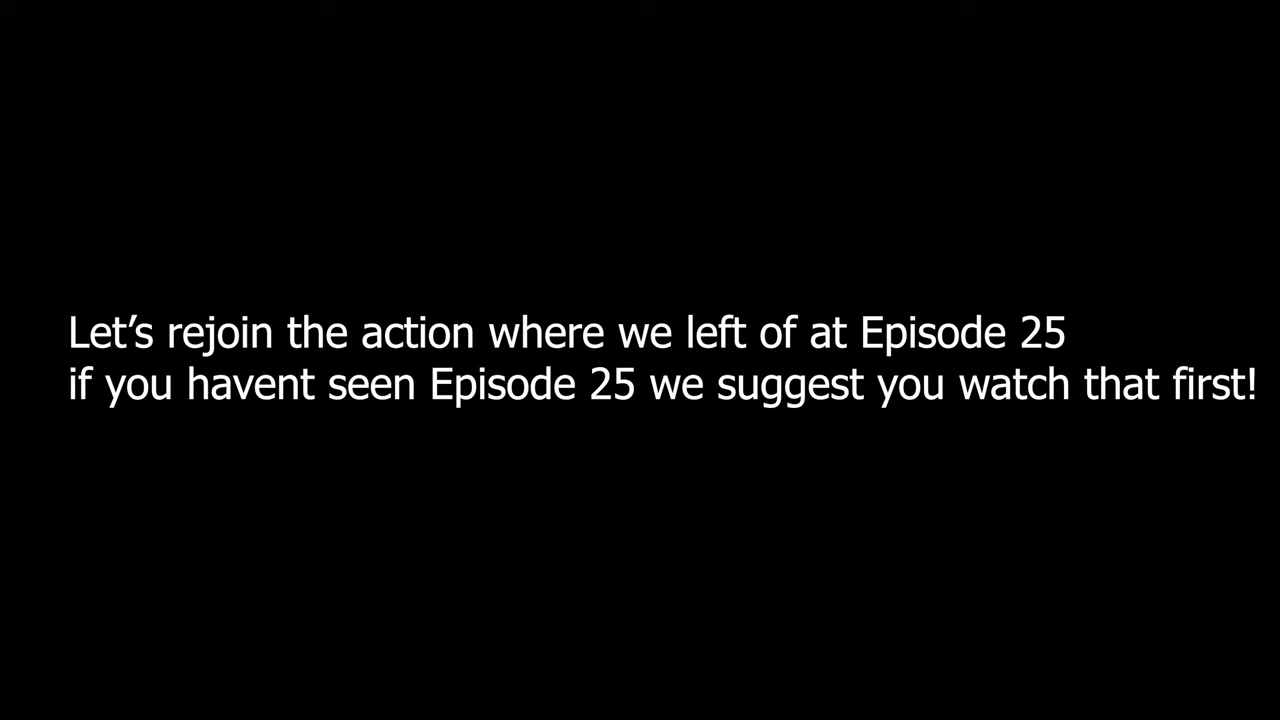 Let’s rejoin the action where we left of at Episode 25
if you havent seen Episode 25 we suggest you watch that first!